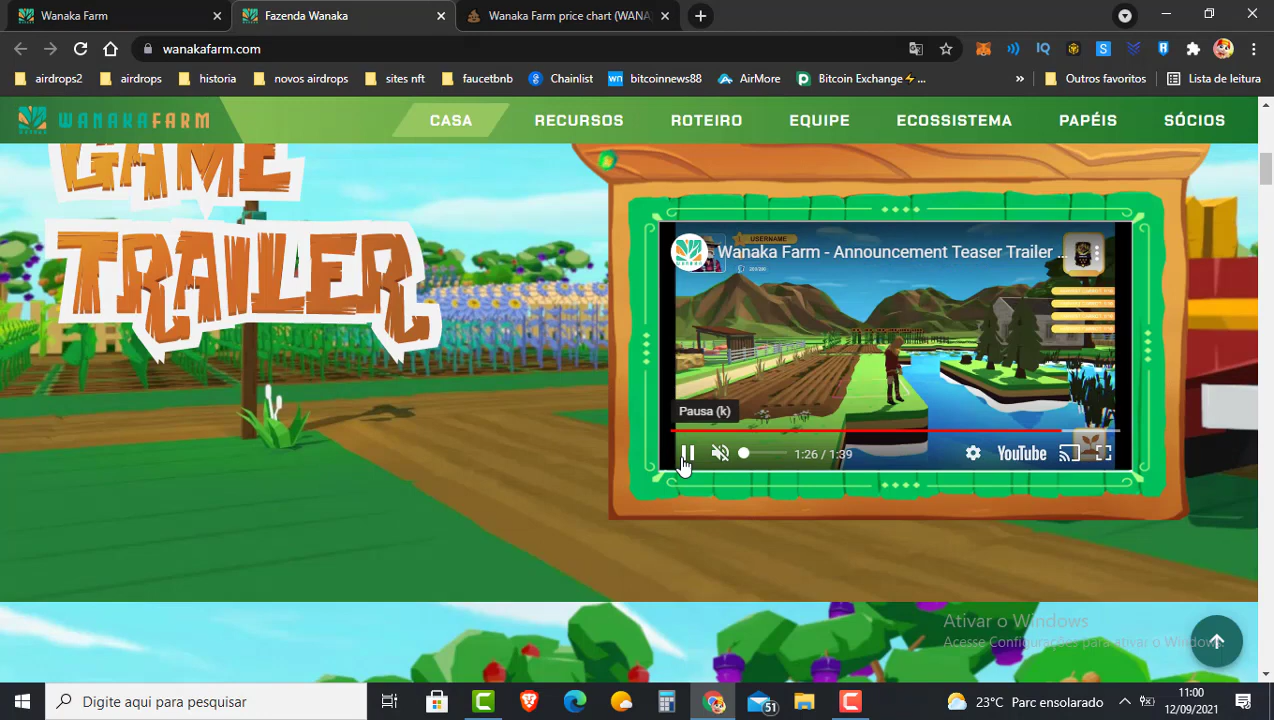 Wanaka Farm
Fazenda Wanaka
Wanaka Farm price chart (WANA
wanakafarm.com
airdrops2
airdrops
historia
novos airdrops
sites nft
faucetbnb
Chainlist
bitcoinnews88
AirMore
Bitcoin Exchange⚡...
»
Outros favoritos
Lista de leitura
WANAKAFARM
CASA
RECURSOS
ROTEIRO
EQUIPE
ECOSSISTEMA
PAPÉIS
SÓCIOS
GAME
TRAILER
USERNAME
Wanaka Farm - Announcement Teaser Trailer ...
Pausa (k)
1:26 / 1:39
YouTube
Ativar o Windows
Acesse Configurações para ativar o Windows.
Digite aqui para pesquisar
51
23°C Parc ensolarado
11:00
12/09/2021